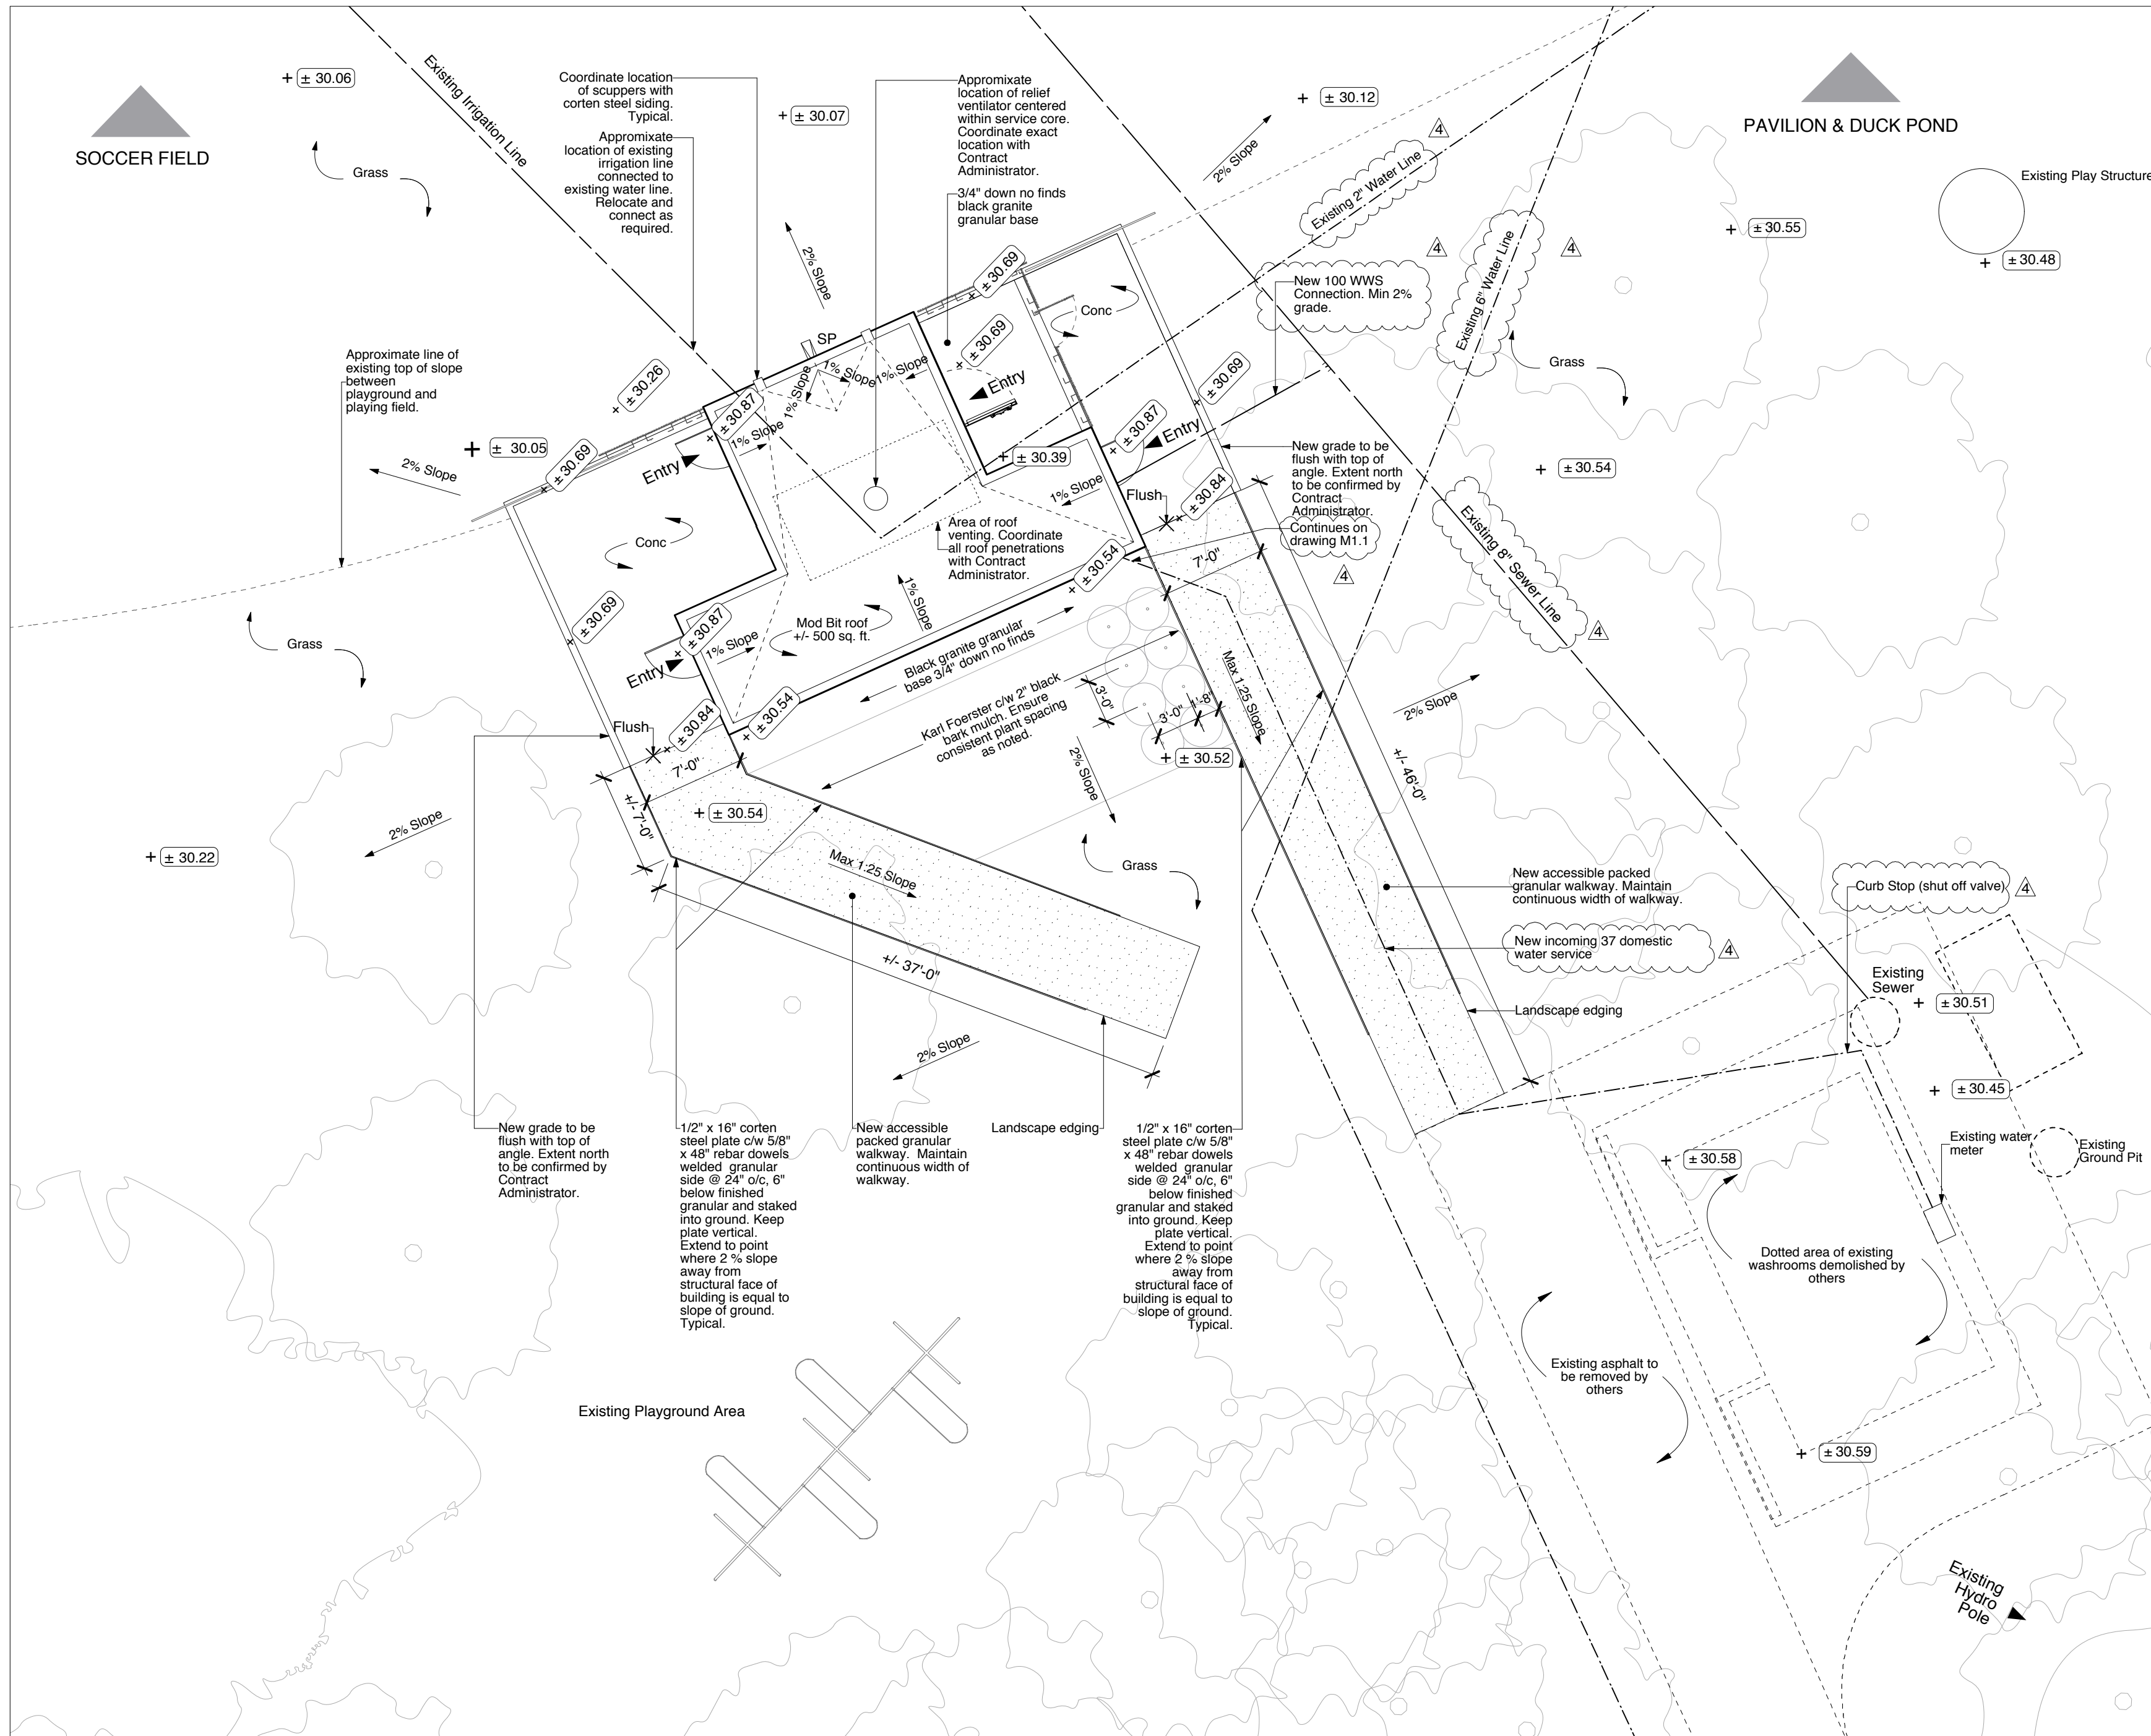 SOCCER FIELD
± 30.06
Grass
Existing Irrigation Line
Coordinate location
of scuppers with
corten steel siding.
Typical.
Appromixate
location of existing
irrigation line
connected to
existing water line.
Relocate and
connect as
required.
± 30.07
Appromixate
location of relief
ventilator centered
within service core.
Coordinate exact
location with
Contract
Administrator.
3/4" down no finds
black granite
granular base
± 30.12
2% Slope
Existing 2" Water Line
4
PAVILION & DUCK POND
Existing Play Structure
± 30.55
± 30.48
4
New 100 WWS
Connection. Min 2%
grade.
Existing 6" Water Line
4
Grass
2% Slope
± 30.69
Conc
SP
± 30.69
Entry
1% Slope
1% Slope
1% Slope
± 30.69
± 30.87
Entry
Approximate line of
existing top of slope
between
playground and
playing field.
± 30.26
± 30.87
1% Slope
Entry
± 30.05
2% Slope
± 30.69
± 30.39
1% Slope
Flush
± 30.84
New grade to be
flush with top of
angle. Extent north
to be confirmed by
Contract
Administrator.
Continues on
drawing M1.1
4
± 30.54
Existing 8" Sewer Line
4
Conc
Area of roof
venting. Coordinate
all roof penetrations
with Contract
Administrator.
± 30.54
7'-0"
± 30.69
Grass
± 30.87
1% Slope
Entry
Mod Bit roof
+/- 500 sq. ft.
1% Slope
Black granite granular
base 3/4" down no finds
Karl Foerster c/w 2" black
bark mulch. Ensure
consistent plant spacing
as noted.
3'-0"
3'-0"
1'-8"
Max 1:25 Slope
2% Slope
+/- 46'-0"
Flush
± 30.84
± 30.54
7'-0"
+/- 7'-0"
± 30.54
2% Slope
± 30.52
± 30.22
2% Slope
Max 1:25 Slope
Grass
+/- 37'-0"
2% Slope
New accessible packed
granular walkway. Maintain
continuous width of walkway.
New incoming 37 domestic
water service
4
Curb Stop (shut off valve)
4
Landscape edging
Existing
Sewer
± 30.51
± 30.45
New grade to be
flush with top of
angle. Extent north
to be confirmed by
Contract
Administrator.
1/2" x 16" corten
steel plate c/w 5/8"
x 48" rebar dowels
welded granular
side @ 24" o/c, 6"
below finished
granular and staked
into ground. Keep
plate vertical.
Extend to point
where 2 % slope
away from
structural face of
building is equal to
slope of ground.
Typical.
New accessible
packed granular
walkway. Maintain
continuous width of
walkway.
Landscape edging
1/2" x 16" corten
steel plate c/w 5/8"
x 48" rebar dowels
welded granular
side @ 24" o/c, 6"
below finished
granular and staked
into ground. Keep
plate vertical.
Extend to point
where 2 % slope
away from
structural face of
building is equal to
slope of ground.
Typical.
± 30.58
Existing water
meter
Existing
Ground Pit
Dotted area of existing
washrooms demolished by
others
Existing asphalt to
be removed by
others
Existing Playground Area
± 30.59
Existing
Hydro
Pole